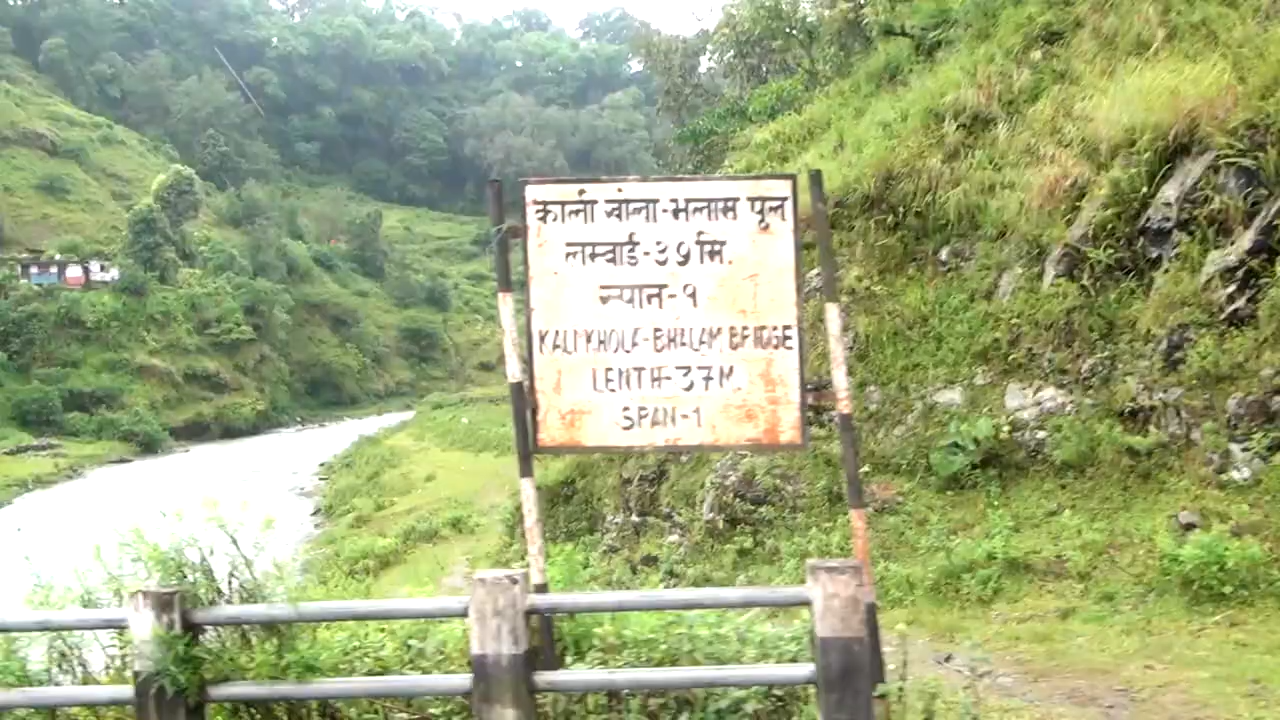 काली खोला-भलाम पूल
लम्वाई-३७मि.
स्पान-१
KALI KHOLA-BHALAM BRIDGE
LENTH-37M.
SPAN-1